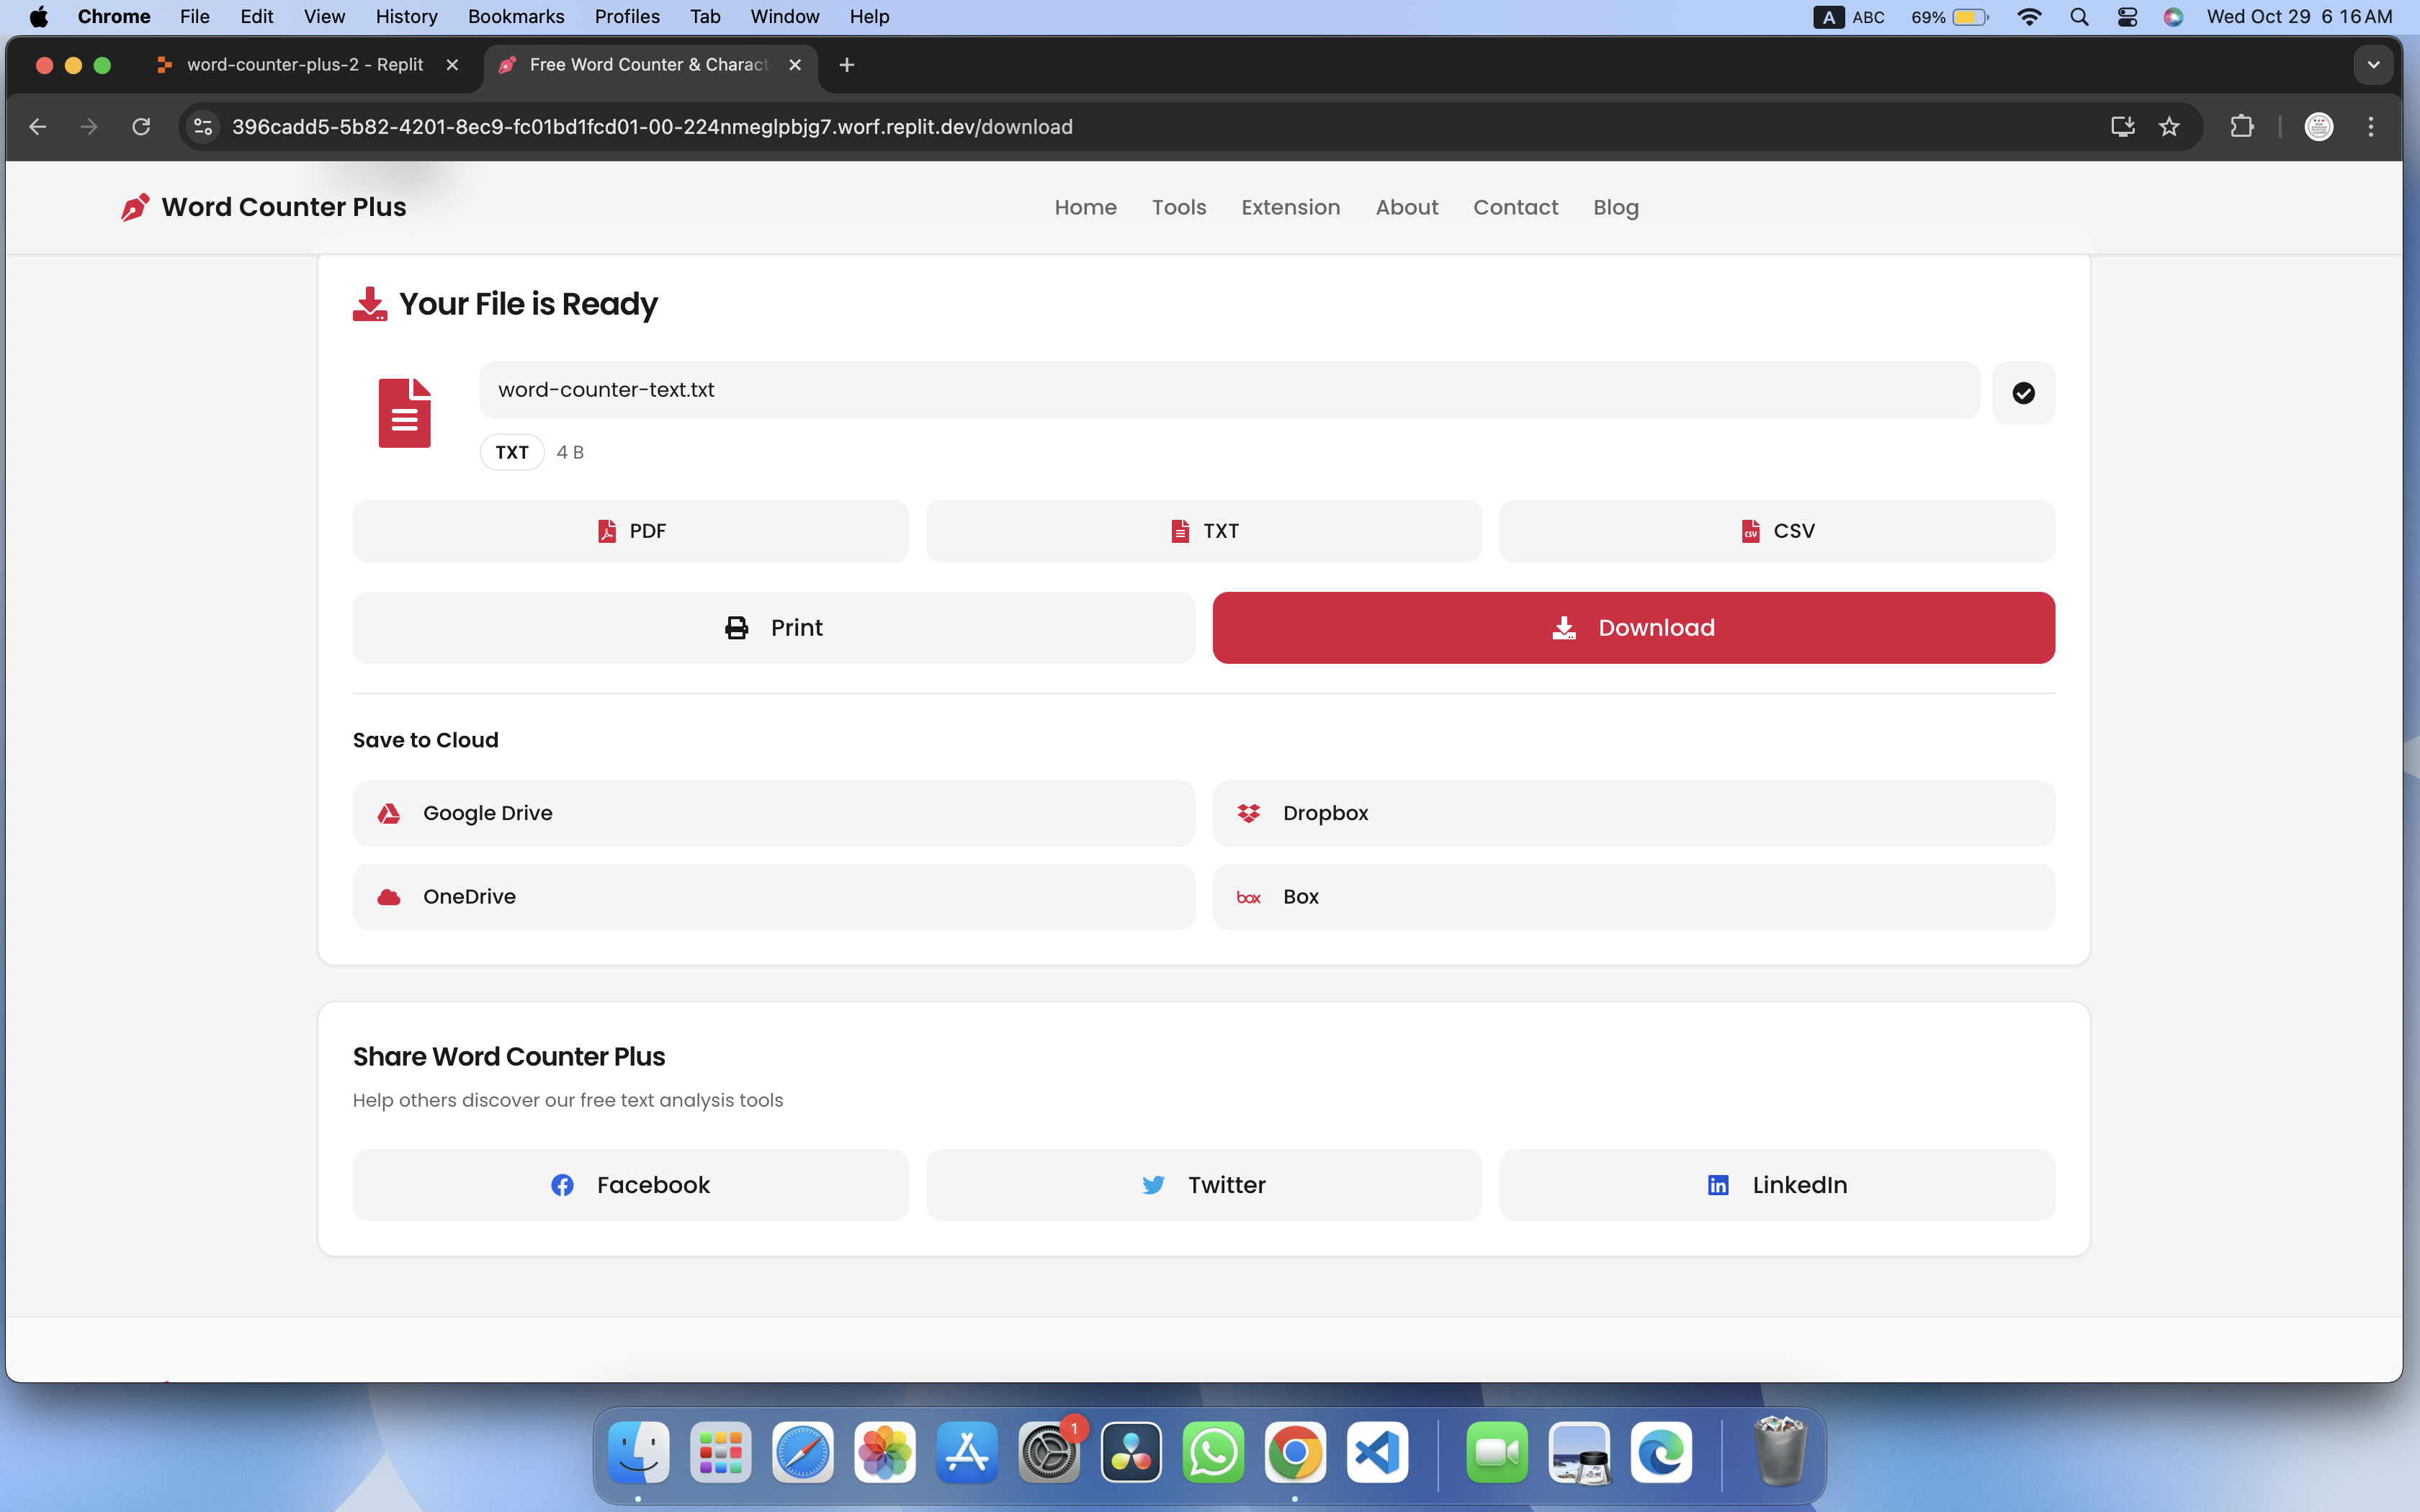 Chrome File Edit View History Bookmarks Profiles Tab Window Help A ABC 69% Wed Oct 29 6 16 AM
word-counter-plus-2 - Replit Free Word Counter & Charact
396cadd5-5b82-4201-8ec9-fc01bd1fcd01-00-224nmeglpbjg7.worf.replit.dev/download
Word Counter Plus Home Tools Extension About Contact Blog
Your File is Ready
word-counter-text.txt
TXT 4 B
PDF TXT CSV CSV
Print Download
Save to Cloud
Google Drive Dropbox
OneDrive box Box
Share Word Counter Plus
Help others discover our free text analysis tools
Facebook Twitter in LinkedIn
1